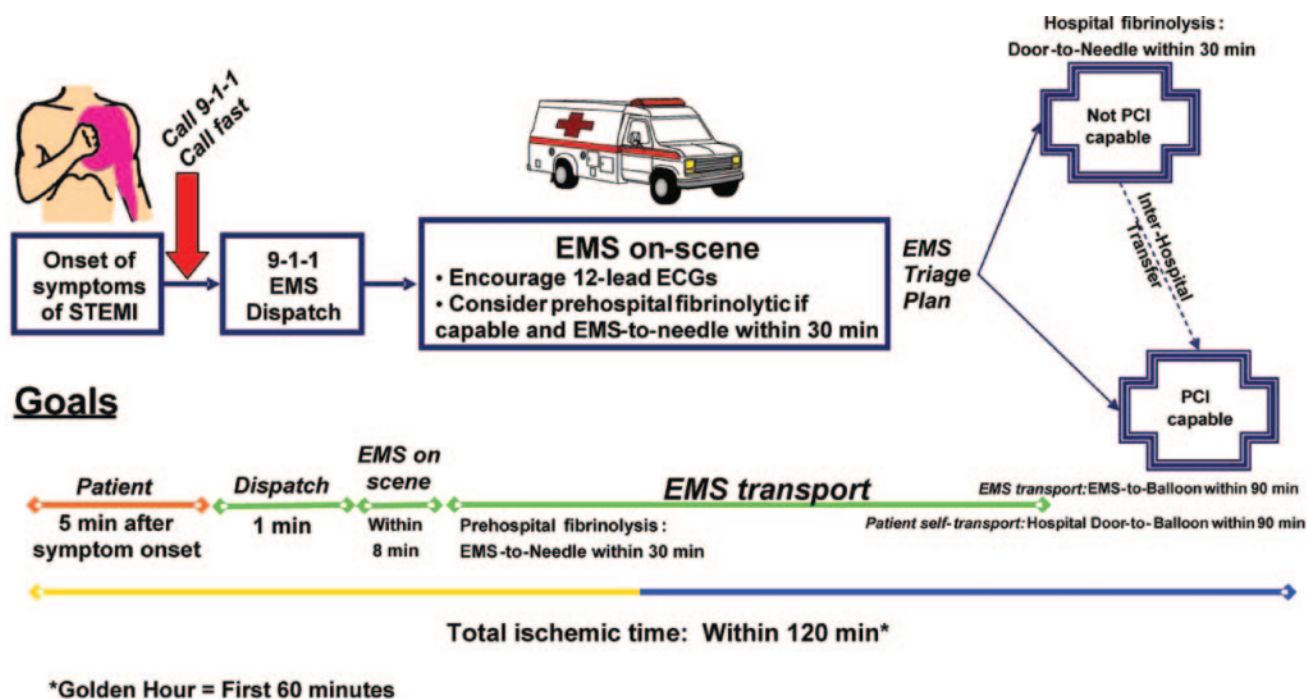 Hospital fibrinolysis :
Door-to-Needle within 30 min
Call 9-1-1
Call fast
Not PCI
capable
Inter-Hospital
Transfer
Onset of
symptoms
of STEMI
9-1-1
EMS
Dispatch
EMS on-scene
• Encourage 12-lead ECGs
• Consider prehospital fibrinolytic if
capable and EMS-to-needle within 30 min
EMS
Triage
Plan
PCI
capable
Goals
Patient
5 min after
symptom onset
Dispatch
1 min
EMS on
scene
Within
8 min
EMS transport
Prehospital fibrinolysis :
EMS-to-Needle within 30 min
EMS transport: EMS-to-Balloon within 90 min
Patient self-transport: Hospital Door-to-Balloon within 90 min
Total ischemic time: Within 120 min*
*Golden Hour = First 60 minutes